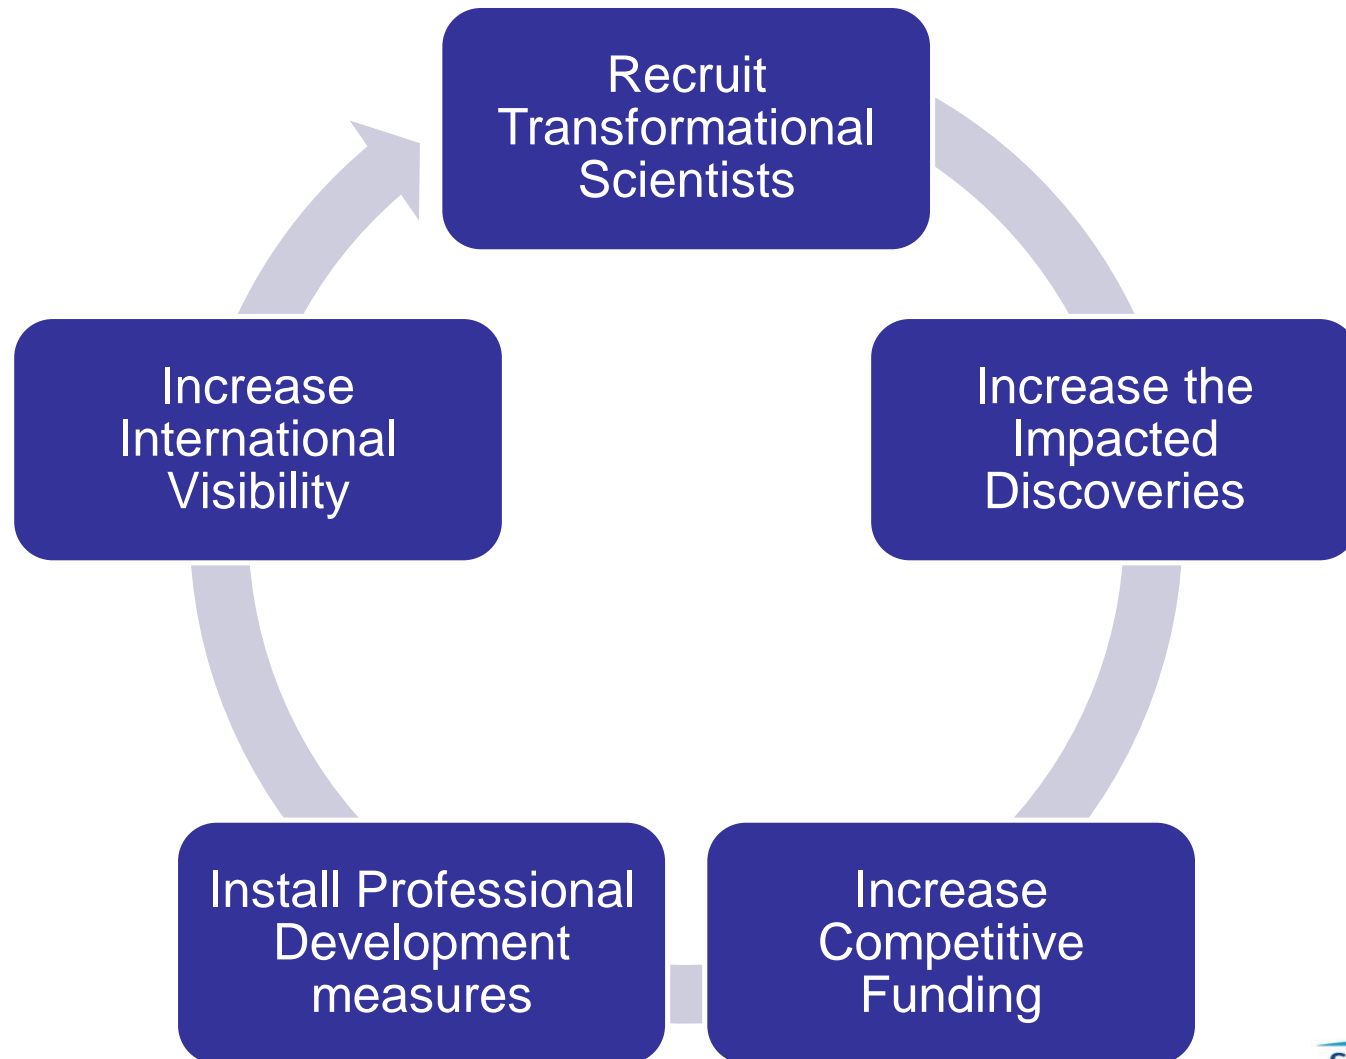 Recruit
Transformational
Scientists
Increase the
Impacted
Discoveries
Increase
Competitive
Funding
Install Professional
Development
measures
Increase
International
Visibility